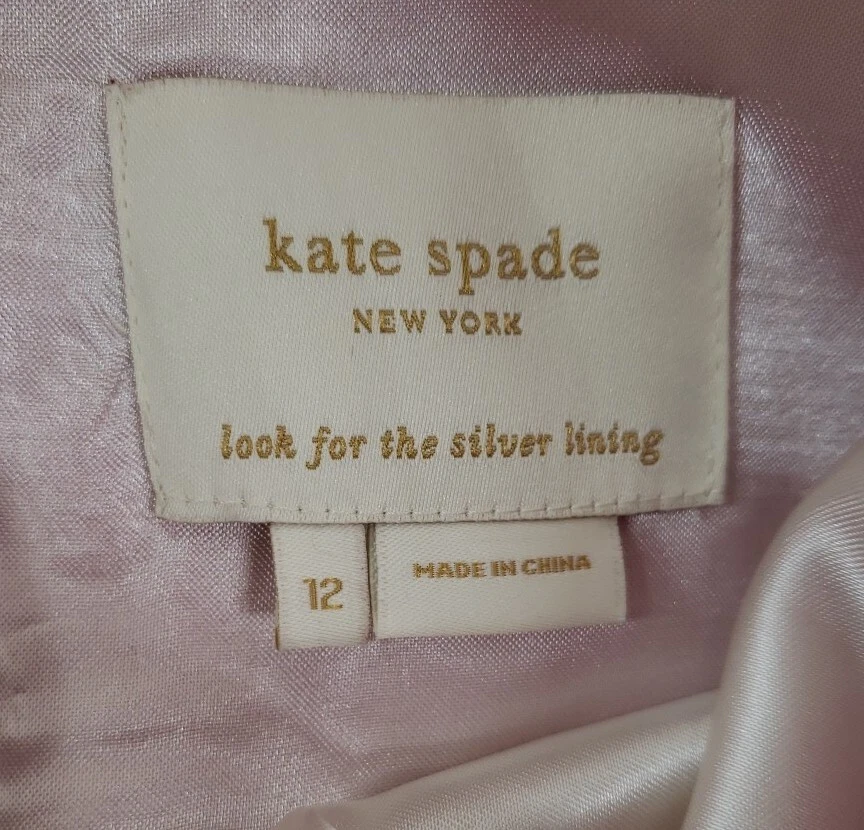 kate spade
NEW YORK
look for the silver lining
12
MADE IN CHINA